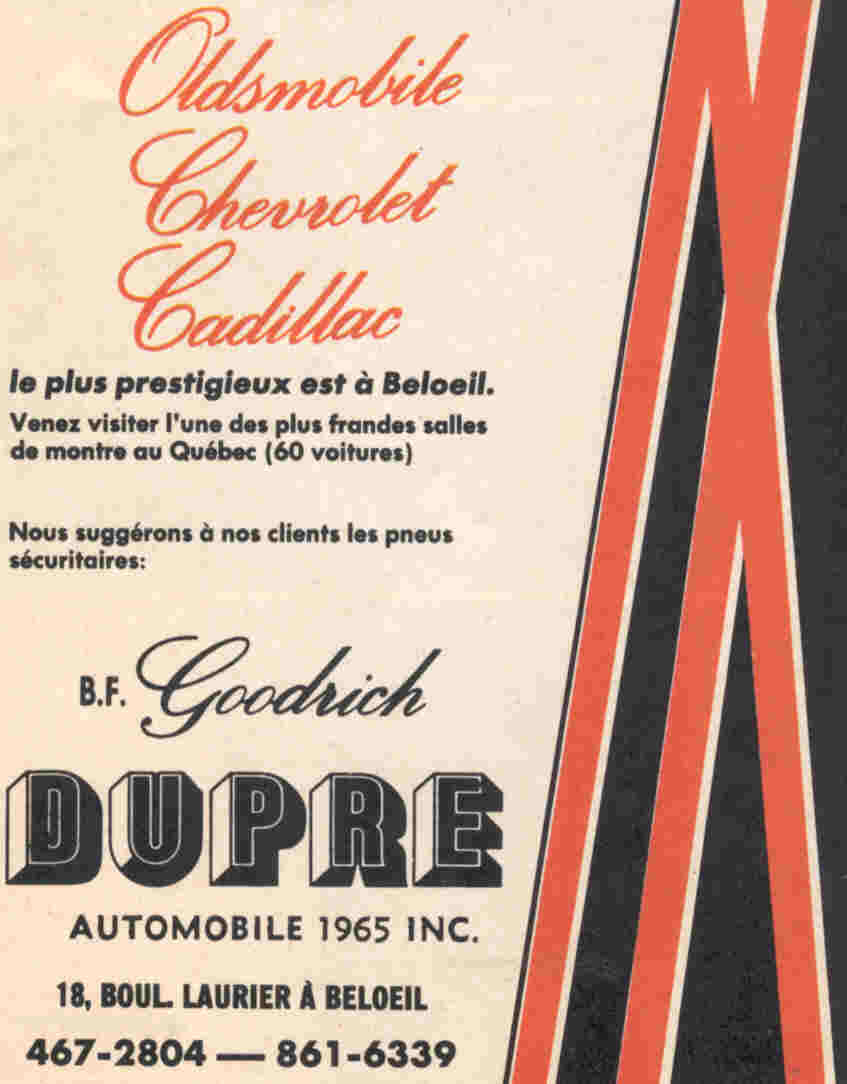 Oldsmobile
Chevrolet
Cadillac
le plus prestigieux est à Beloeil.
Venez visiter l'une des plus frandes salles
de montre au Québec (60 voitures)
Nous suggérons à nos clients les pneus
sécuritaires:
B.F. Goodrich
DUPRE
AUTOMOBILE 1965 INC.
18, BOUL. LAURIER À BELOEIL
467-2804 — 861-6339